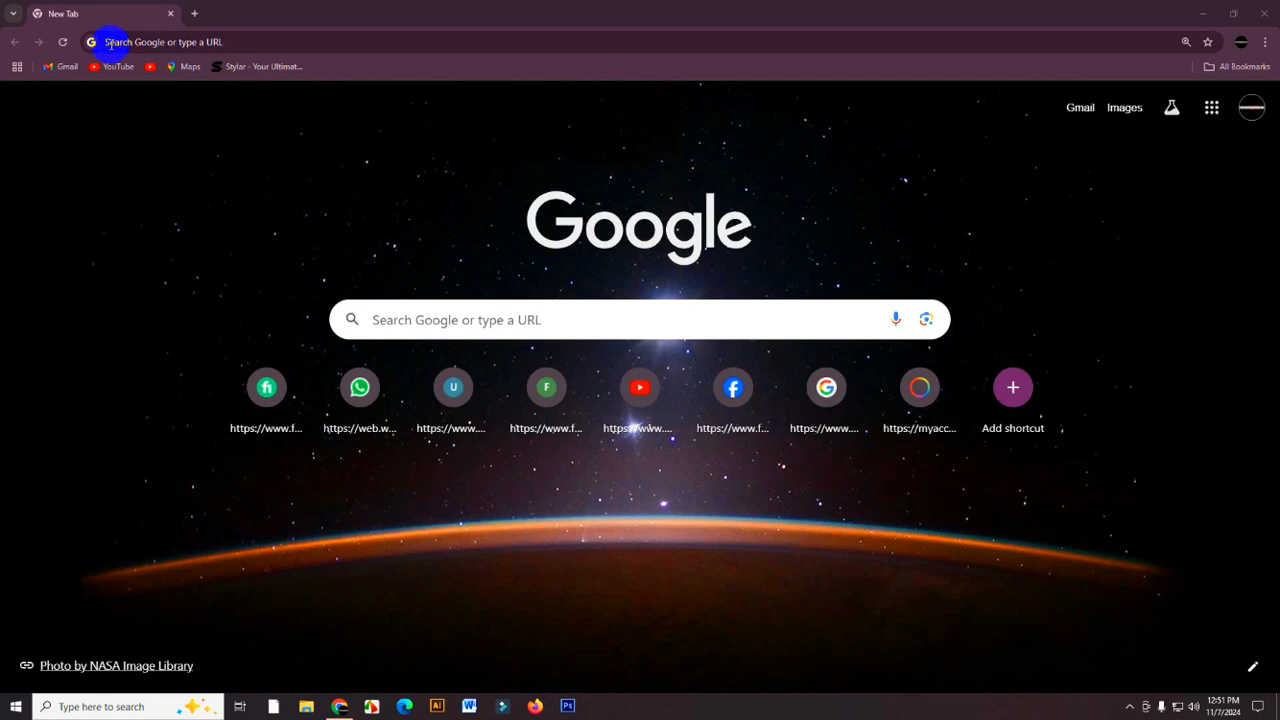 New Tab
Search Google or type a URL
Gmail
YouTube
Maps
Stylar - Your Ultimat...
All Bookmarks
Gmail
Images
Google
Search Google or type a URL
https://www.f...
https://web.w...
https://www....
https://www.f...
https://www....
https://www.f...
https://www....
https://myacc...
Add shortcut
Photo by NASA Image Library
Type here to search
12:51 PM
11/7/2024